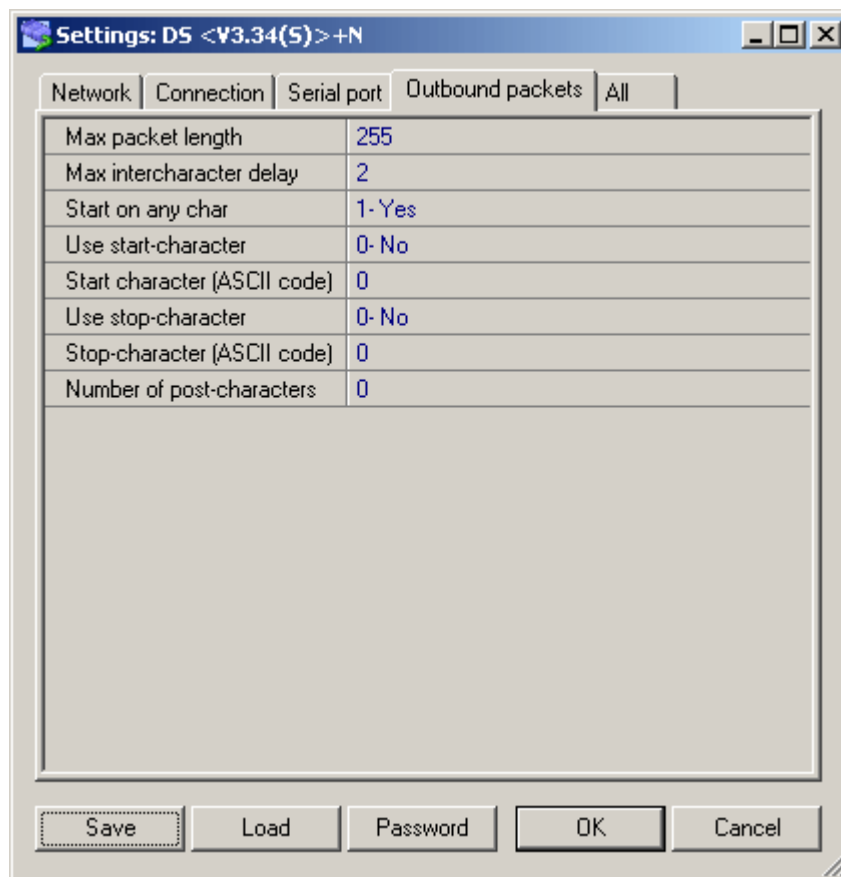 Settings: DS <V3.34(S)>+N
Network Connection Serial port Outbound packets All
Max packet length 255
Max intercharacter delay 2
Start on any char 1- Yes
Use start-character 0- No
Start character (ASCII code) 0
Use stop-character 0- No
Stop-character (ASCII code) 0
Number of post-characters 0
Save Load Password OK Cancel